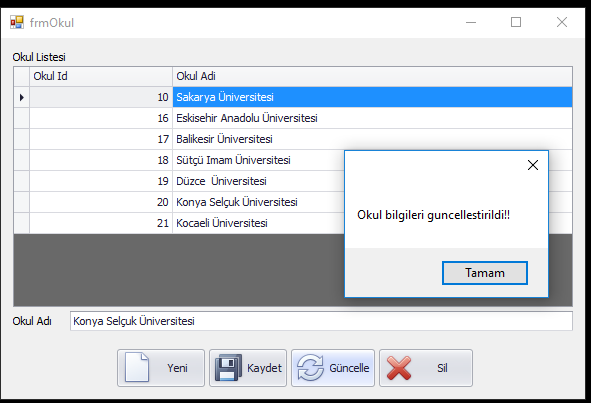 frmOkul
Okul Listesi
Okul Id Okul Adi
10 Sakarya Üniversitesi
16 Eskisehir Anadolu Üniversitesi
17 Balikesir Üniversitesi
18 Sütçü Imam Üniversitesi
19 Düzce Üniversitesi
20 Konya Selçuk Üniversitesi
21 Kocaeli Üniversitesi
Okul bilgileri guncellestirildi!!
Tamam
Okul Adı Konya Selçuk Üniversitesi
Yeni Kaydet Güncelle Sil